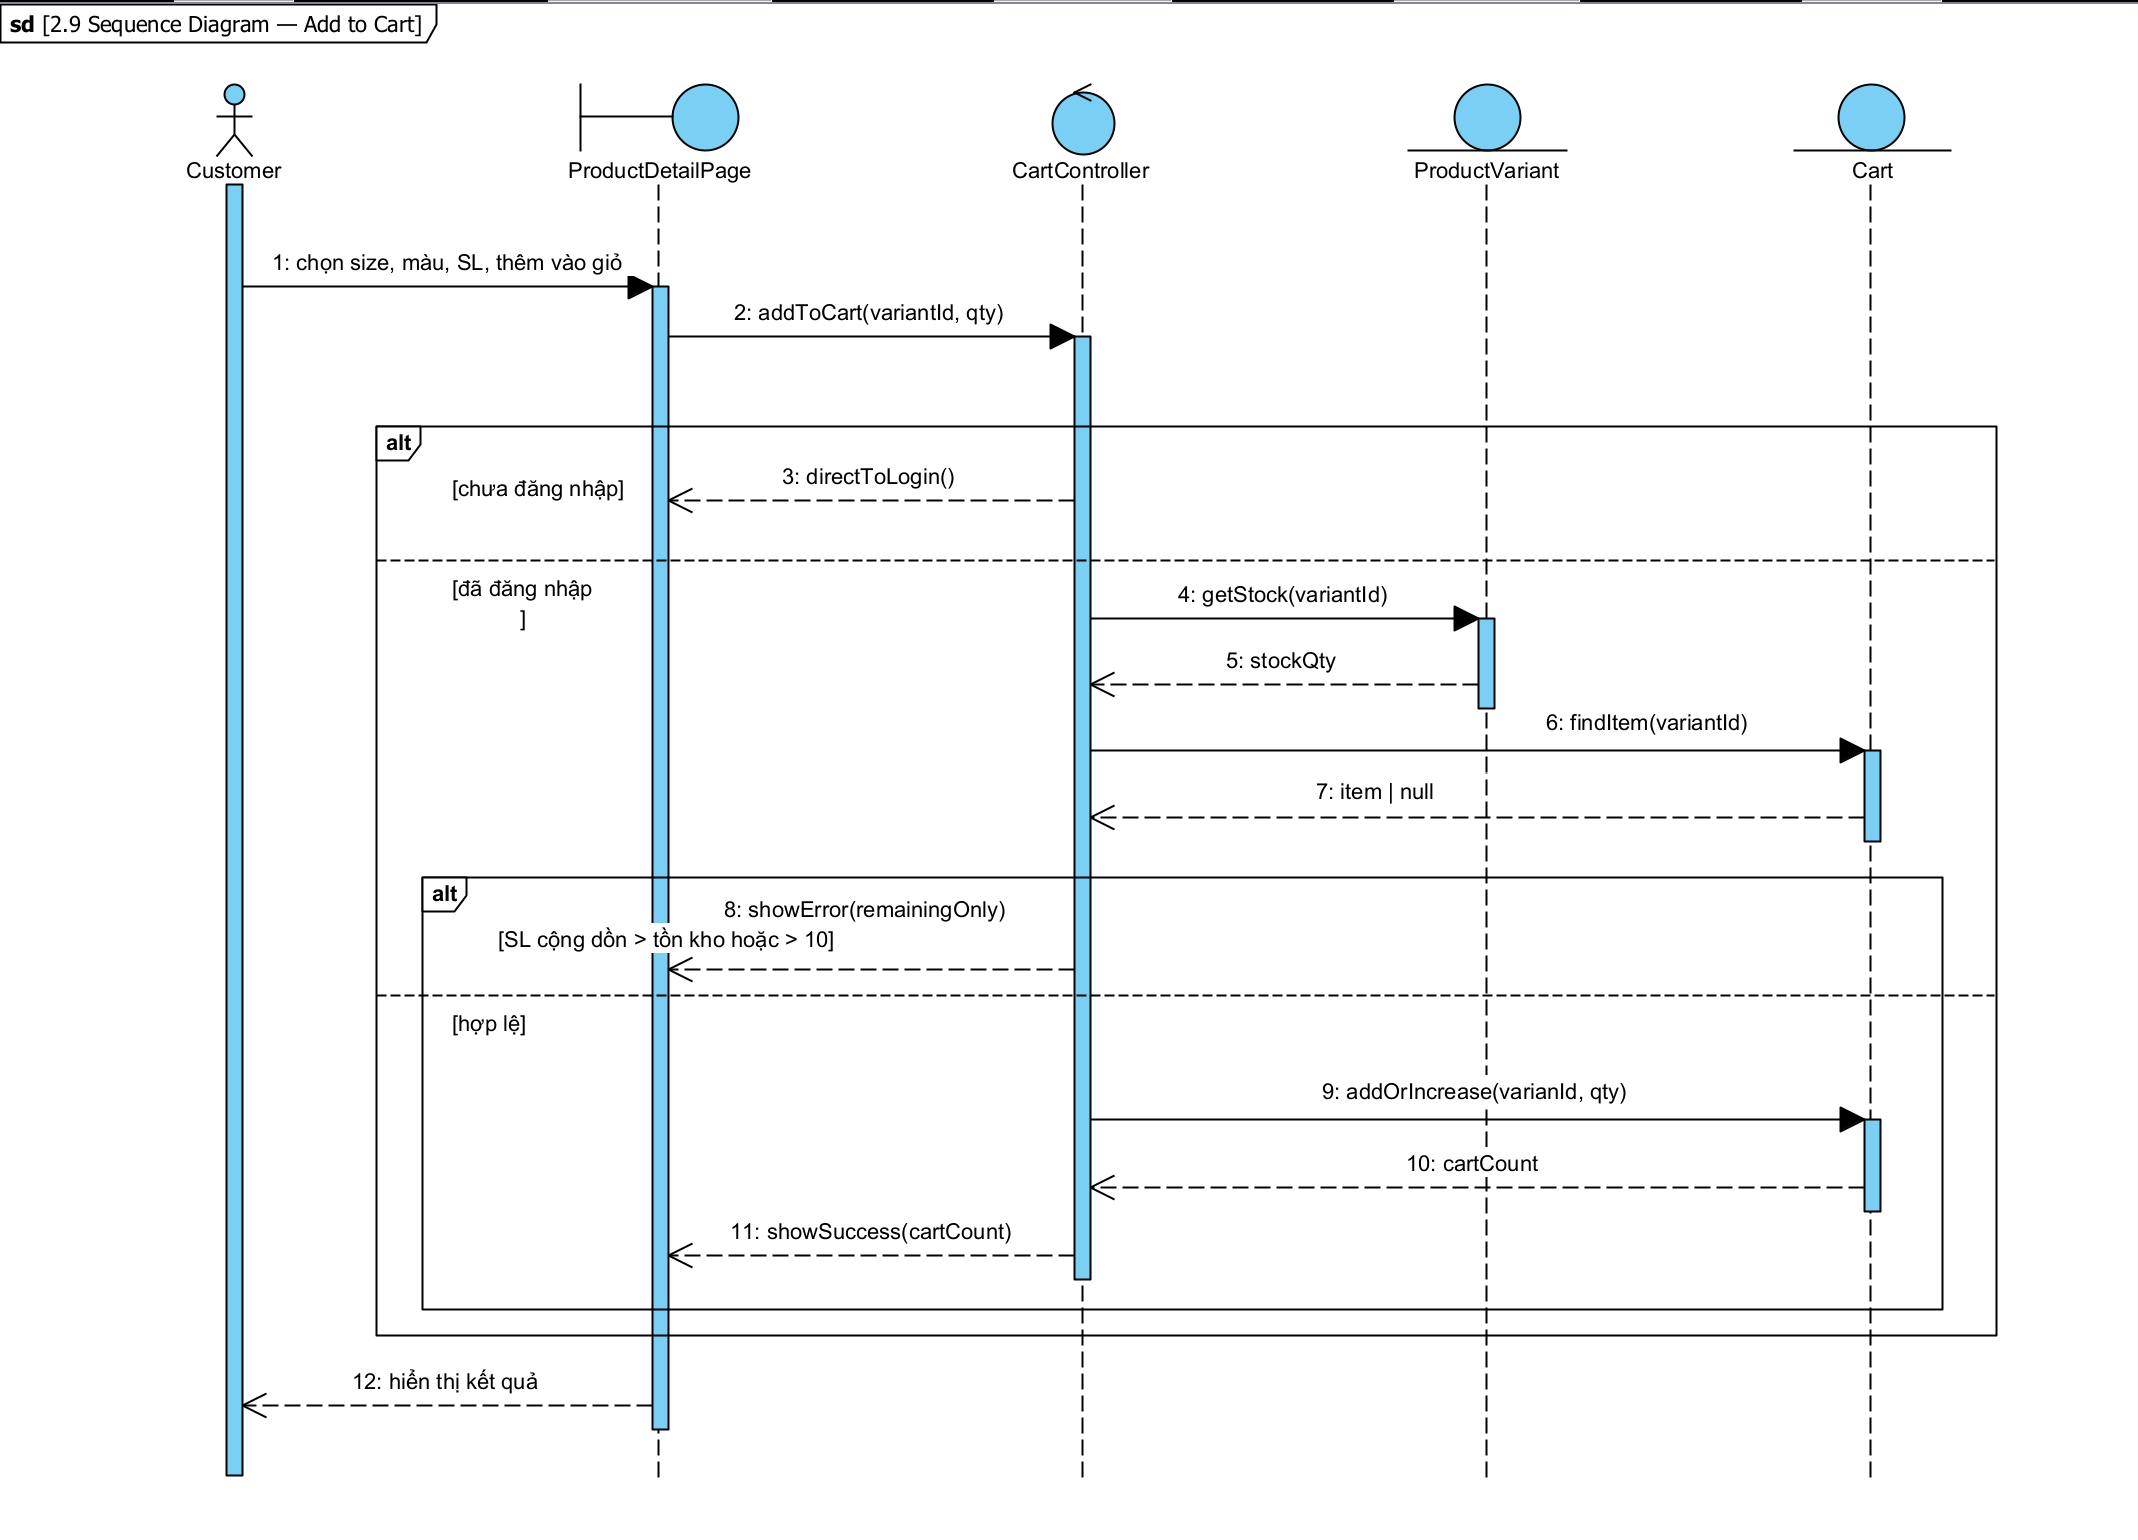 sd [2.9 Sequence Diagram — Add to Cart]
Customer
ProductDetailPage
CartController
ProductVariant
Cart
1: chọn size, màu, SL, thêm vào giỏ
2: addToCart(variantId, qty)
alt
3: directToLogin()
[chưa đăng nhập]
[đã đăng nhập
]
4: getStock(variantId)
5: stockQty
6: findItem(variantId)
7: item | null
alt
8: showError(remainingOnly)
[SL cộng dồn > tồn kho hoặc > 10]
[hợp lệ]
9: addOrIncrease(varianId, qty)
10: cartCount
11: showSuccess(cartCount)
12: hiển thị kết quả